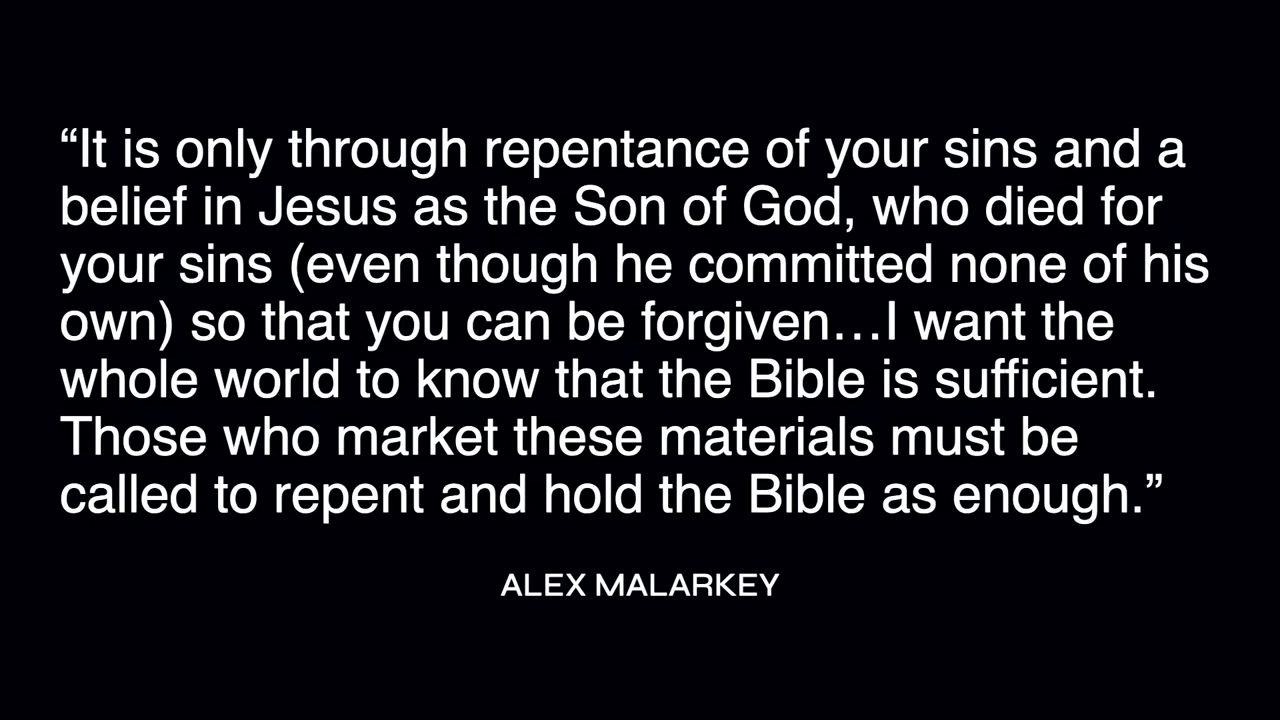 “It is only through repentance of your sins and a
belief in Jesus as the Son of God, who died for
your sins (even though he committed none of his
own) so that you can be forgiven…I want the
whole world to know that the Bible is sufficient.
Those who market these materials must be
called to repent and hold the Bible as enough.”
ALEX MALARKEY